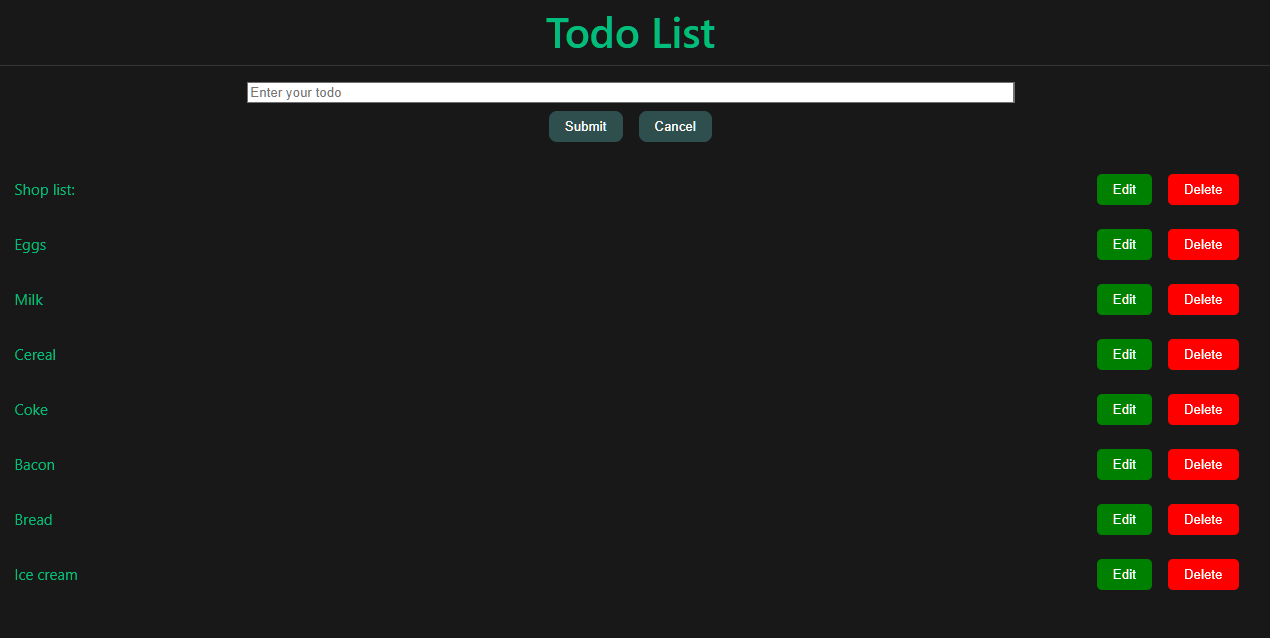 Todo List
Enter your todo
Submit Cancel
Shop list: Edit Delete
Eggs Edit Delete
Milk Edit Delete
Cereal Edit Delete
Coke Edit Delete
Bacon Edit Delete
Bread Edit Delete
Ice cream Edit Delete